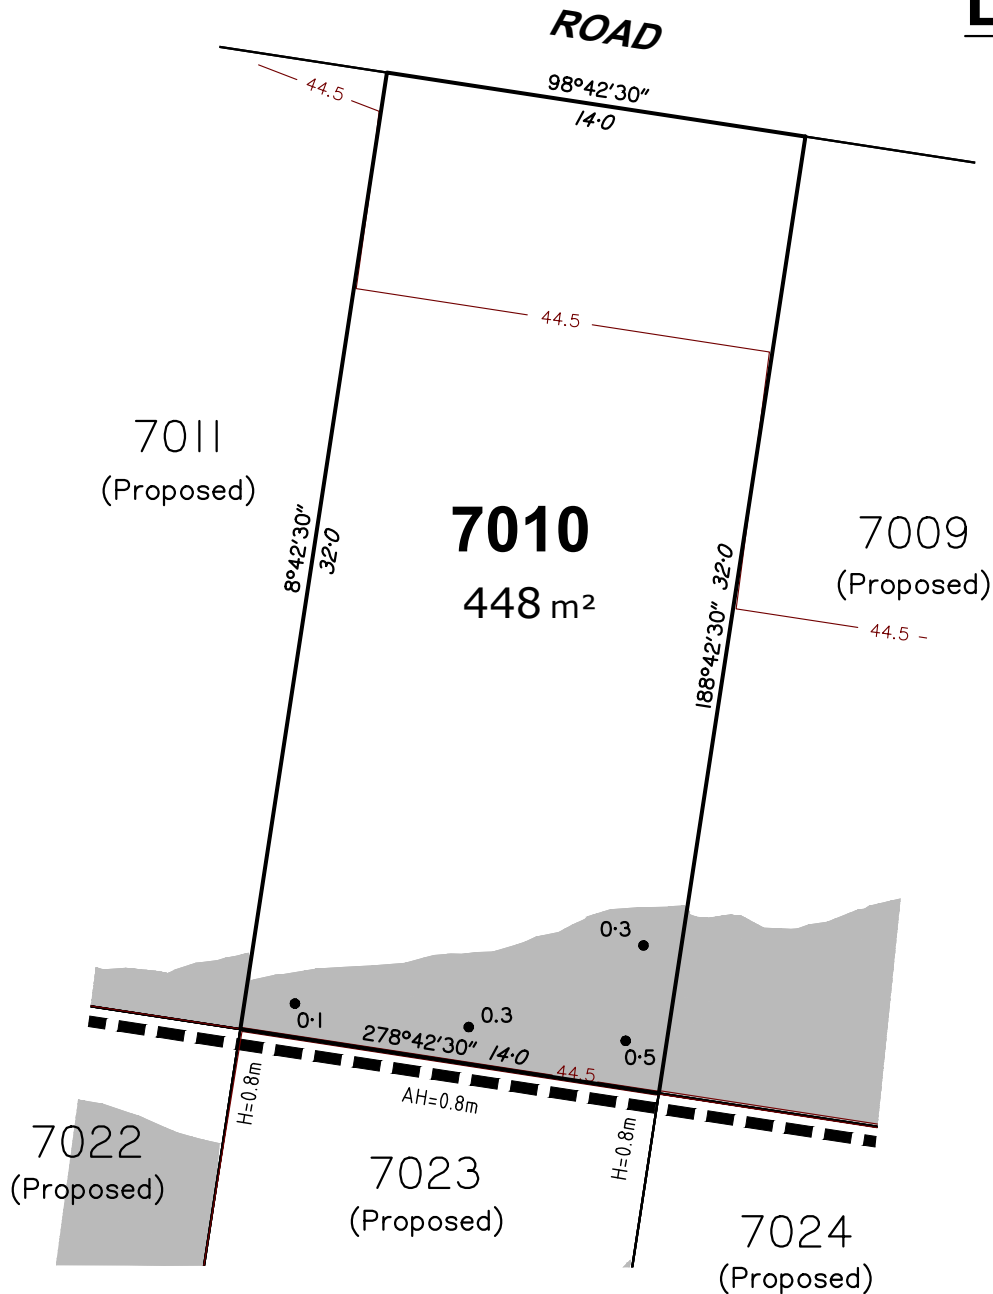 ROAD
44.5
98°42'30"
14·0
44.5
7011
(Proposed)
8°42'30"
32·0
7010
448 m²
188°42'30" 32·0
7009
(Proposed)
44.5
0·3
0·1
0.3
0·5
278°42'30" 14·0
44.5
H=0.8m
AH=0.8m
H=0.8m
7022
(Proposed)
7023
(Proposed)
7024
(Proposed)